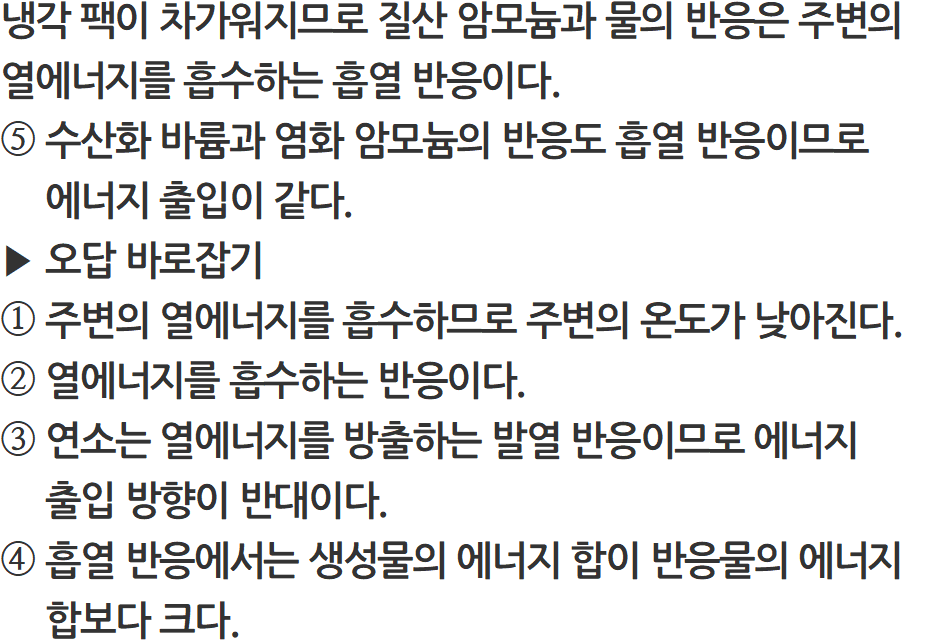 냉각 팩이 차가워지므로 질산 암모늄과 물의 반응은 주변의
열에너지를 흡수하는 흡열 반응이다.
⑤ 수산화 바륨과 염화 암모늄의 반응도 흡열 반응이므로
에너지 출입이 같다.
▶ 오답 바로잡기
① 주변의 열에너지를 흡수하므로 주변의 온도가 낮아진다.
② 열에너지를 흡수하는 반응이다.
③ 연소는 열에너지를 방출하는 발열 반응이므로 에너지
출입 방향이 반대이다.
④ 흡열 반응에서는 생성물의 에너지 합이 반응물의 에너지
합보다 크다.